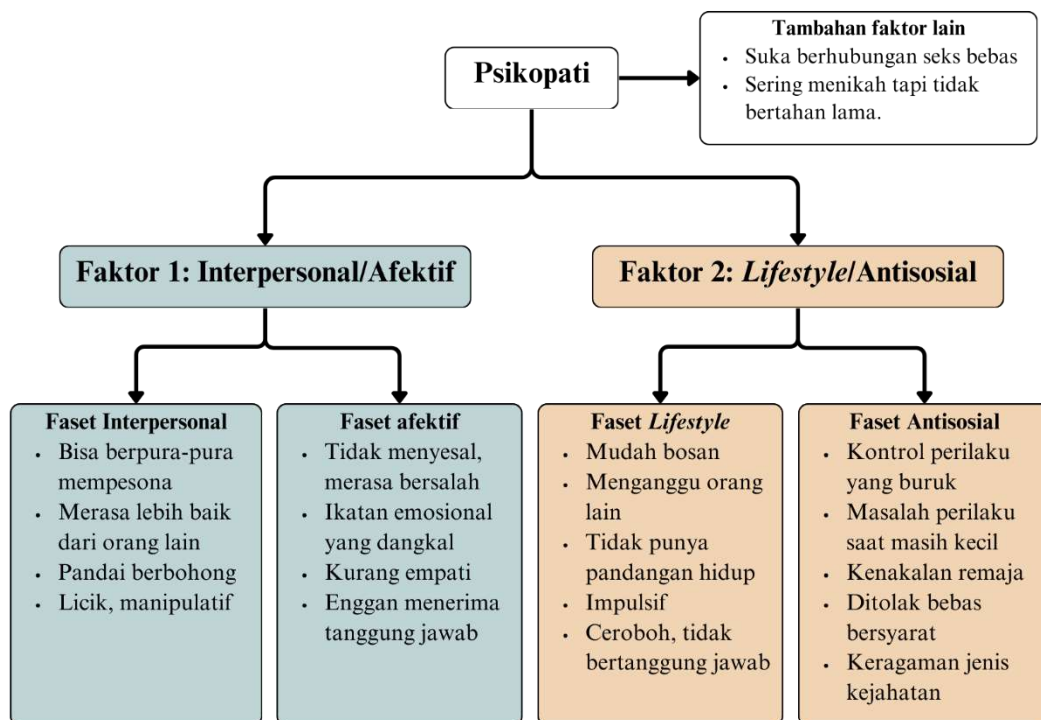 Psikopati
Tambahan faktor lain
• Suka berhubungan seks bebas
• Sering menikah tapi tidak
bertahan lama.
Faktor 1: Interpersonal/Afektif
Faktor 2: Lifestyle/Antisosial
Faset Interpersonal
• Bisa berpura-pura
mempesona
• Merasa lebih baik
dari orang lain
• Pandai berbohong
• Licik, manipulatif
Faset afektif
• Tidak menyesal,
merasa bersalah
• Ikatan emosional
yang dangkal
• Kurang empati
• Enggan menerima
tanggung jawab
Faset Lifestyle
• Mudah bosan
• Menganggu orang
lain
• Tidak punya
pandangan hidup
• Impulsif
• Ceroboh, tidak
bertanggung jawab
Faset Antisosial
• Kontrol perilaku
yang buruk
• Masalah perilaku
saat masih kecil
• Kenakalan remaja
• Ditolak bebas
bersyarat
• Keragaman jenis
kejahatan